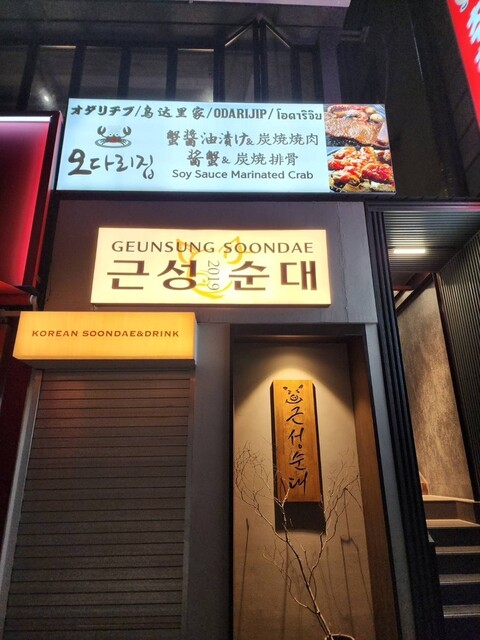 オダリチプ/乌达里家/ODARIJIP/โอดาริจิบ
오다리집
蟹醤油漬け&炭焼焼肉
酱蟹&炭烧排骨
Soy Sauce Marinated Crab
GEUNSUNG SOONDAE
근성 2019 순대
KOREAN SOONDAE&DRINK
근성순대